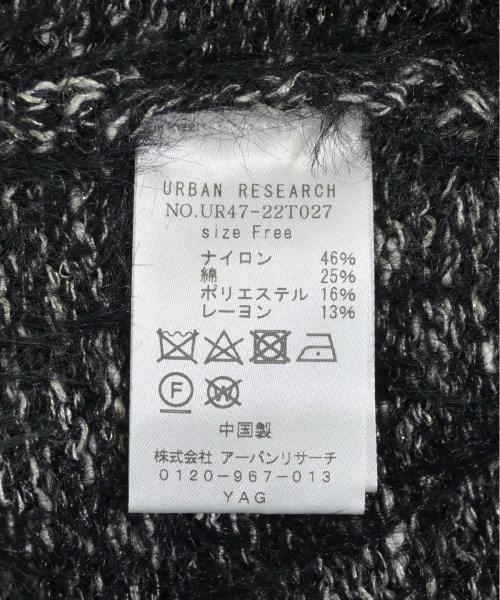 URBAN RESEARCH
NO.UR47-22T027
size Free
ナイロン 46%
綿 25%
ポリエステル 16%
レーヨン 13%
F
W
中国製
株式会社 アーバンリサーチ
0120-967-013
YAG